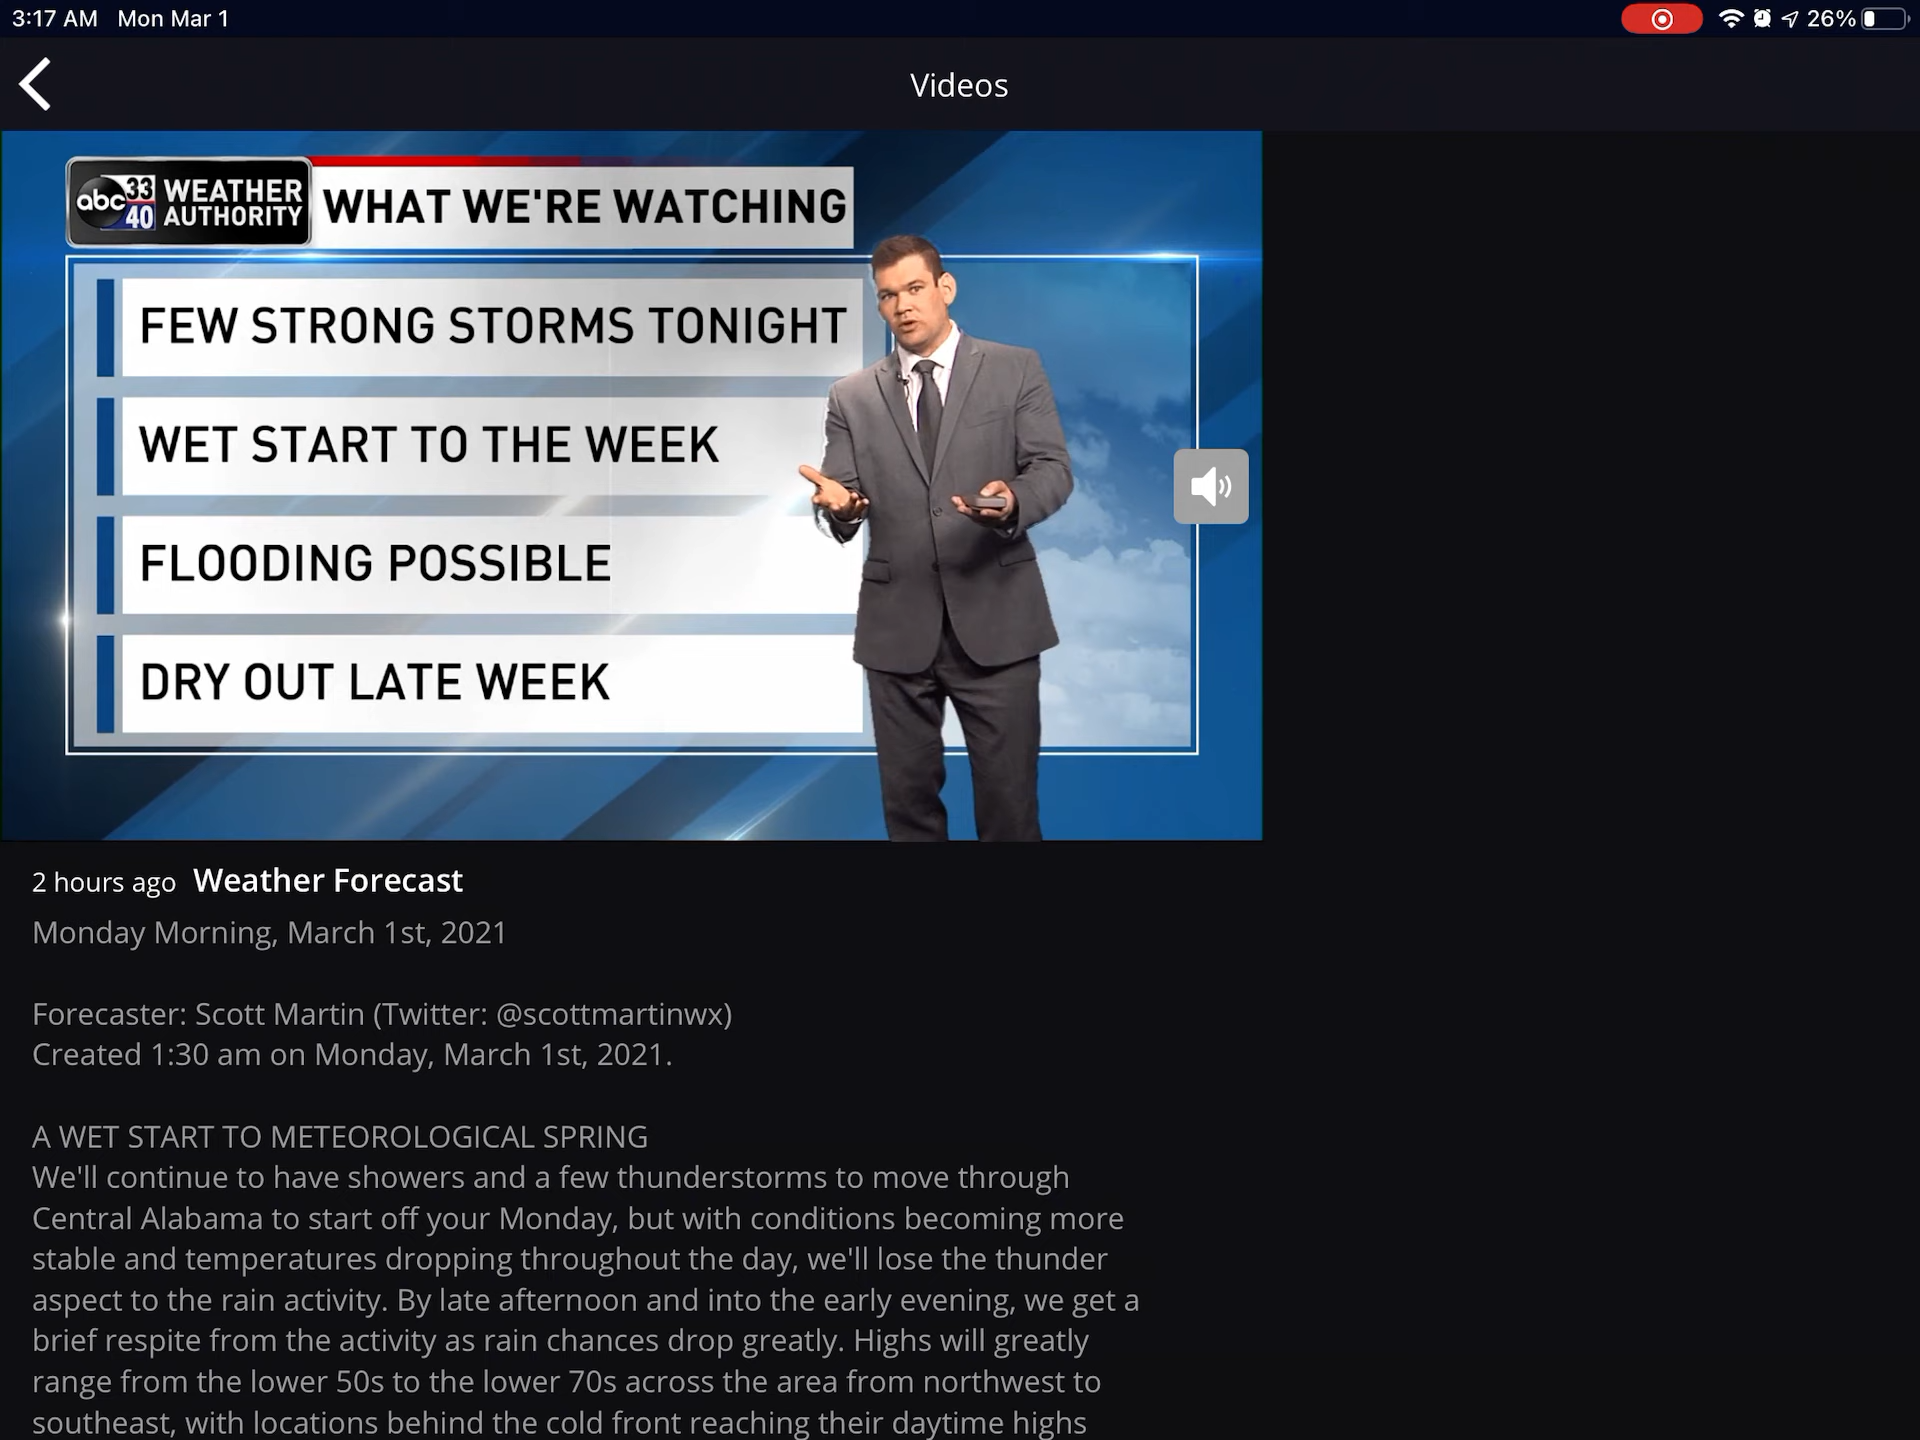 3:17 AM Mon Mar 1
26%
Videos
abc 33 40 WEATHER AUTHORITY
WHAT WE'RE WATCHING
FEW STRONG STORMS TONIGHT
WET START TO THE WEEK
FLOODING POSSIBLE
DRY OUT LATE WEEK
2 hours ago Weather Forecast
Monday Morning, March 1st, 2021
Forecaster: Scott Martin (Twitter: @scottmartinwx)
Created 1:30 am on Monday, March 1st, 2021.
A WET START TO METEOROLOGICAL SPRING
We'll continue to have showers and a few thunderstorms to move through
Central Alabama to start off your Monday, but with conditions becoming more
stable and temperatures dropping throughout the day, we'll lose the thunder
aspect to the rain activity. By late afternoon and into the early evening, we get a
brief respite from the activity as rain chances drop greatly. Highs will greatly
range from the lower 50s to the lower 70s across the area from northwest to
southeast, with locations behind the cold front reaching their daytime highs